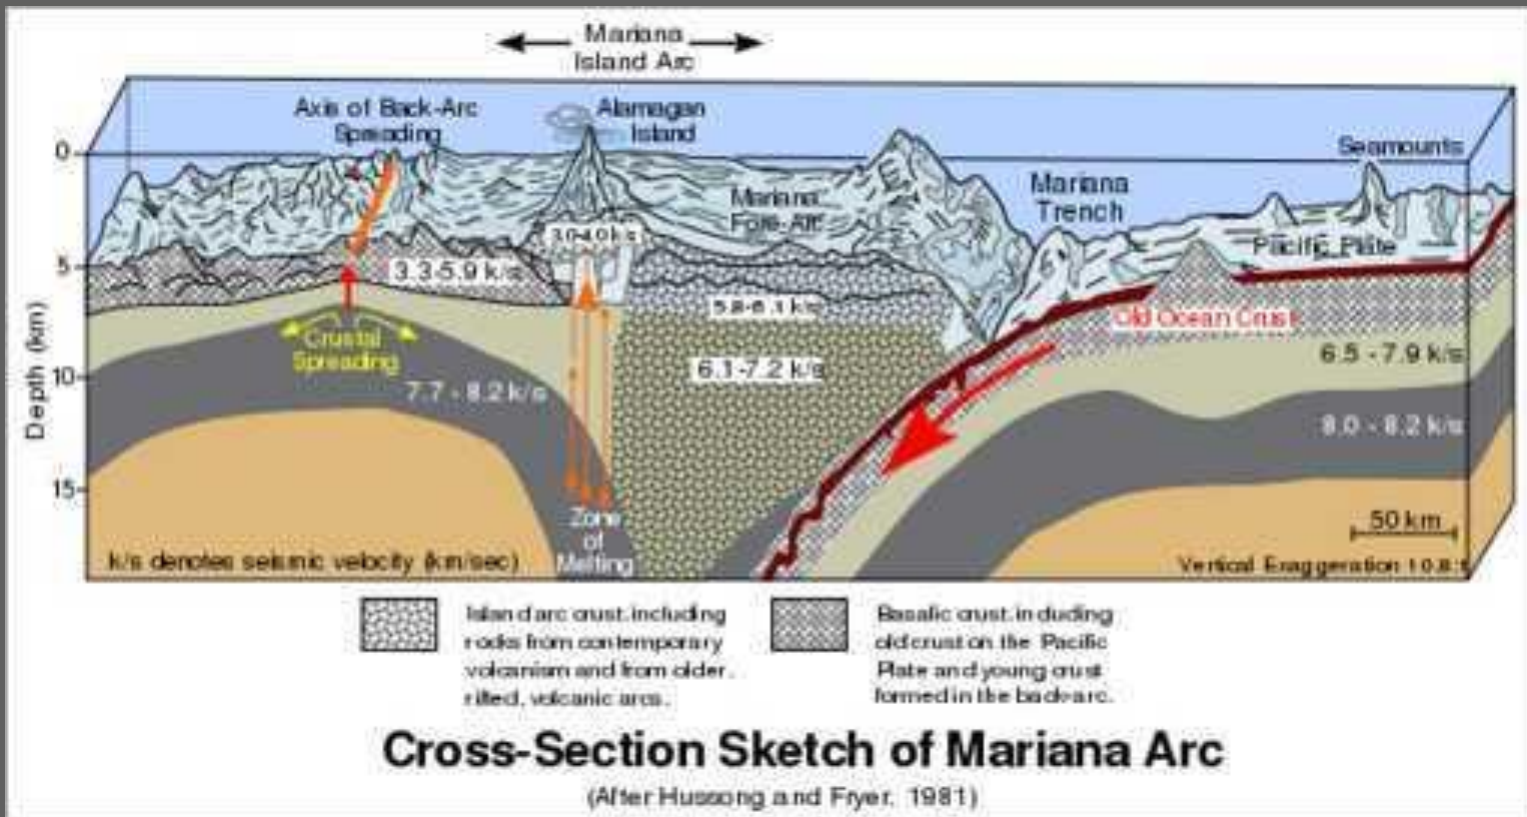 Mariana
Island Arc
Axis of Back-Arc
Spreading
Alamagan
Island
Seamounts
Mariana
Fore-Arc
Mariana
Trench
Pacific Plate
0
5
10
15
Depth (km)
3.0-4.0 k/s
3.3-5.9 k/s
5.8-6.1 k/s
Old Ocean Crust
Crustal
Spreading
6.1-7.2 k/s
6.5 - 7.9 k/s
7.7 - 8.2 k/s
8.0 - 8.2 k/s
Zone
of
Melting
50 km
k/s denotes seismic velocity (km/sec)
Vertical Exaggeration 10.8:1
Island arc crust, including
rocks from contemporary
volcanism and from older,
rifted, volcanic arcs.
Basalic crust, including
old crust on the Pacific
Plate and young crust
formed in the back-arc.
Cross-Section Sketch of Mariana Arc
(After Hussong and Fryer, 1981)